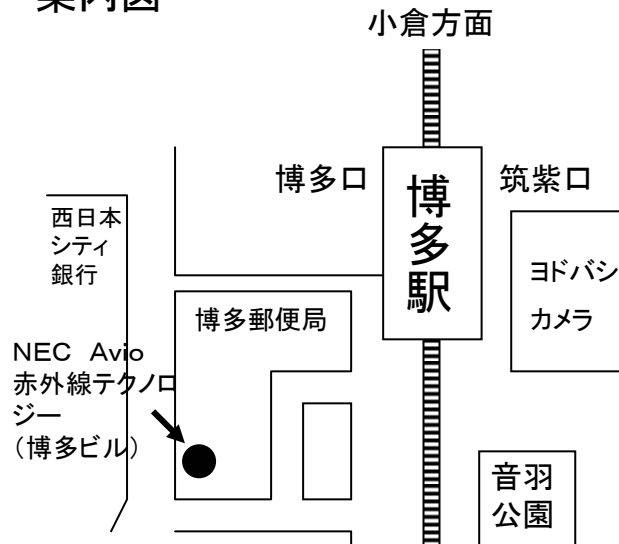 案内図
小倉方面
博多口
博多駅
筑紫口
西日本
シティ
銀行
ヨドバシ
カメラ
博多郵便局
NEC Avio
赤外線テクノロ
ジー
（博多ビル）
音羽
公園